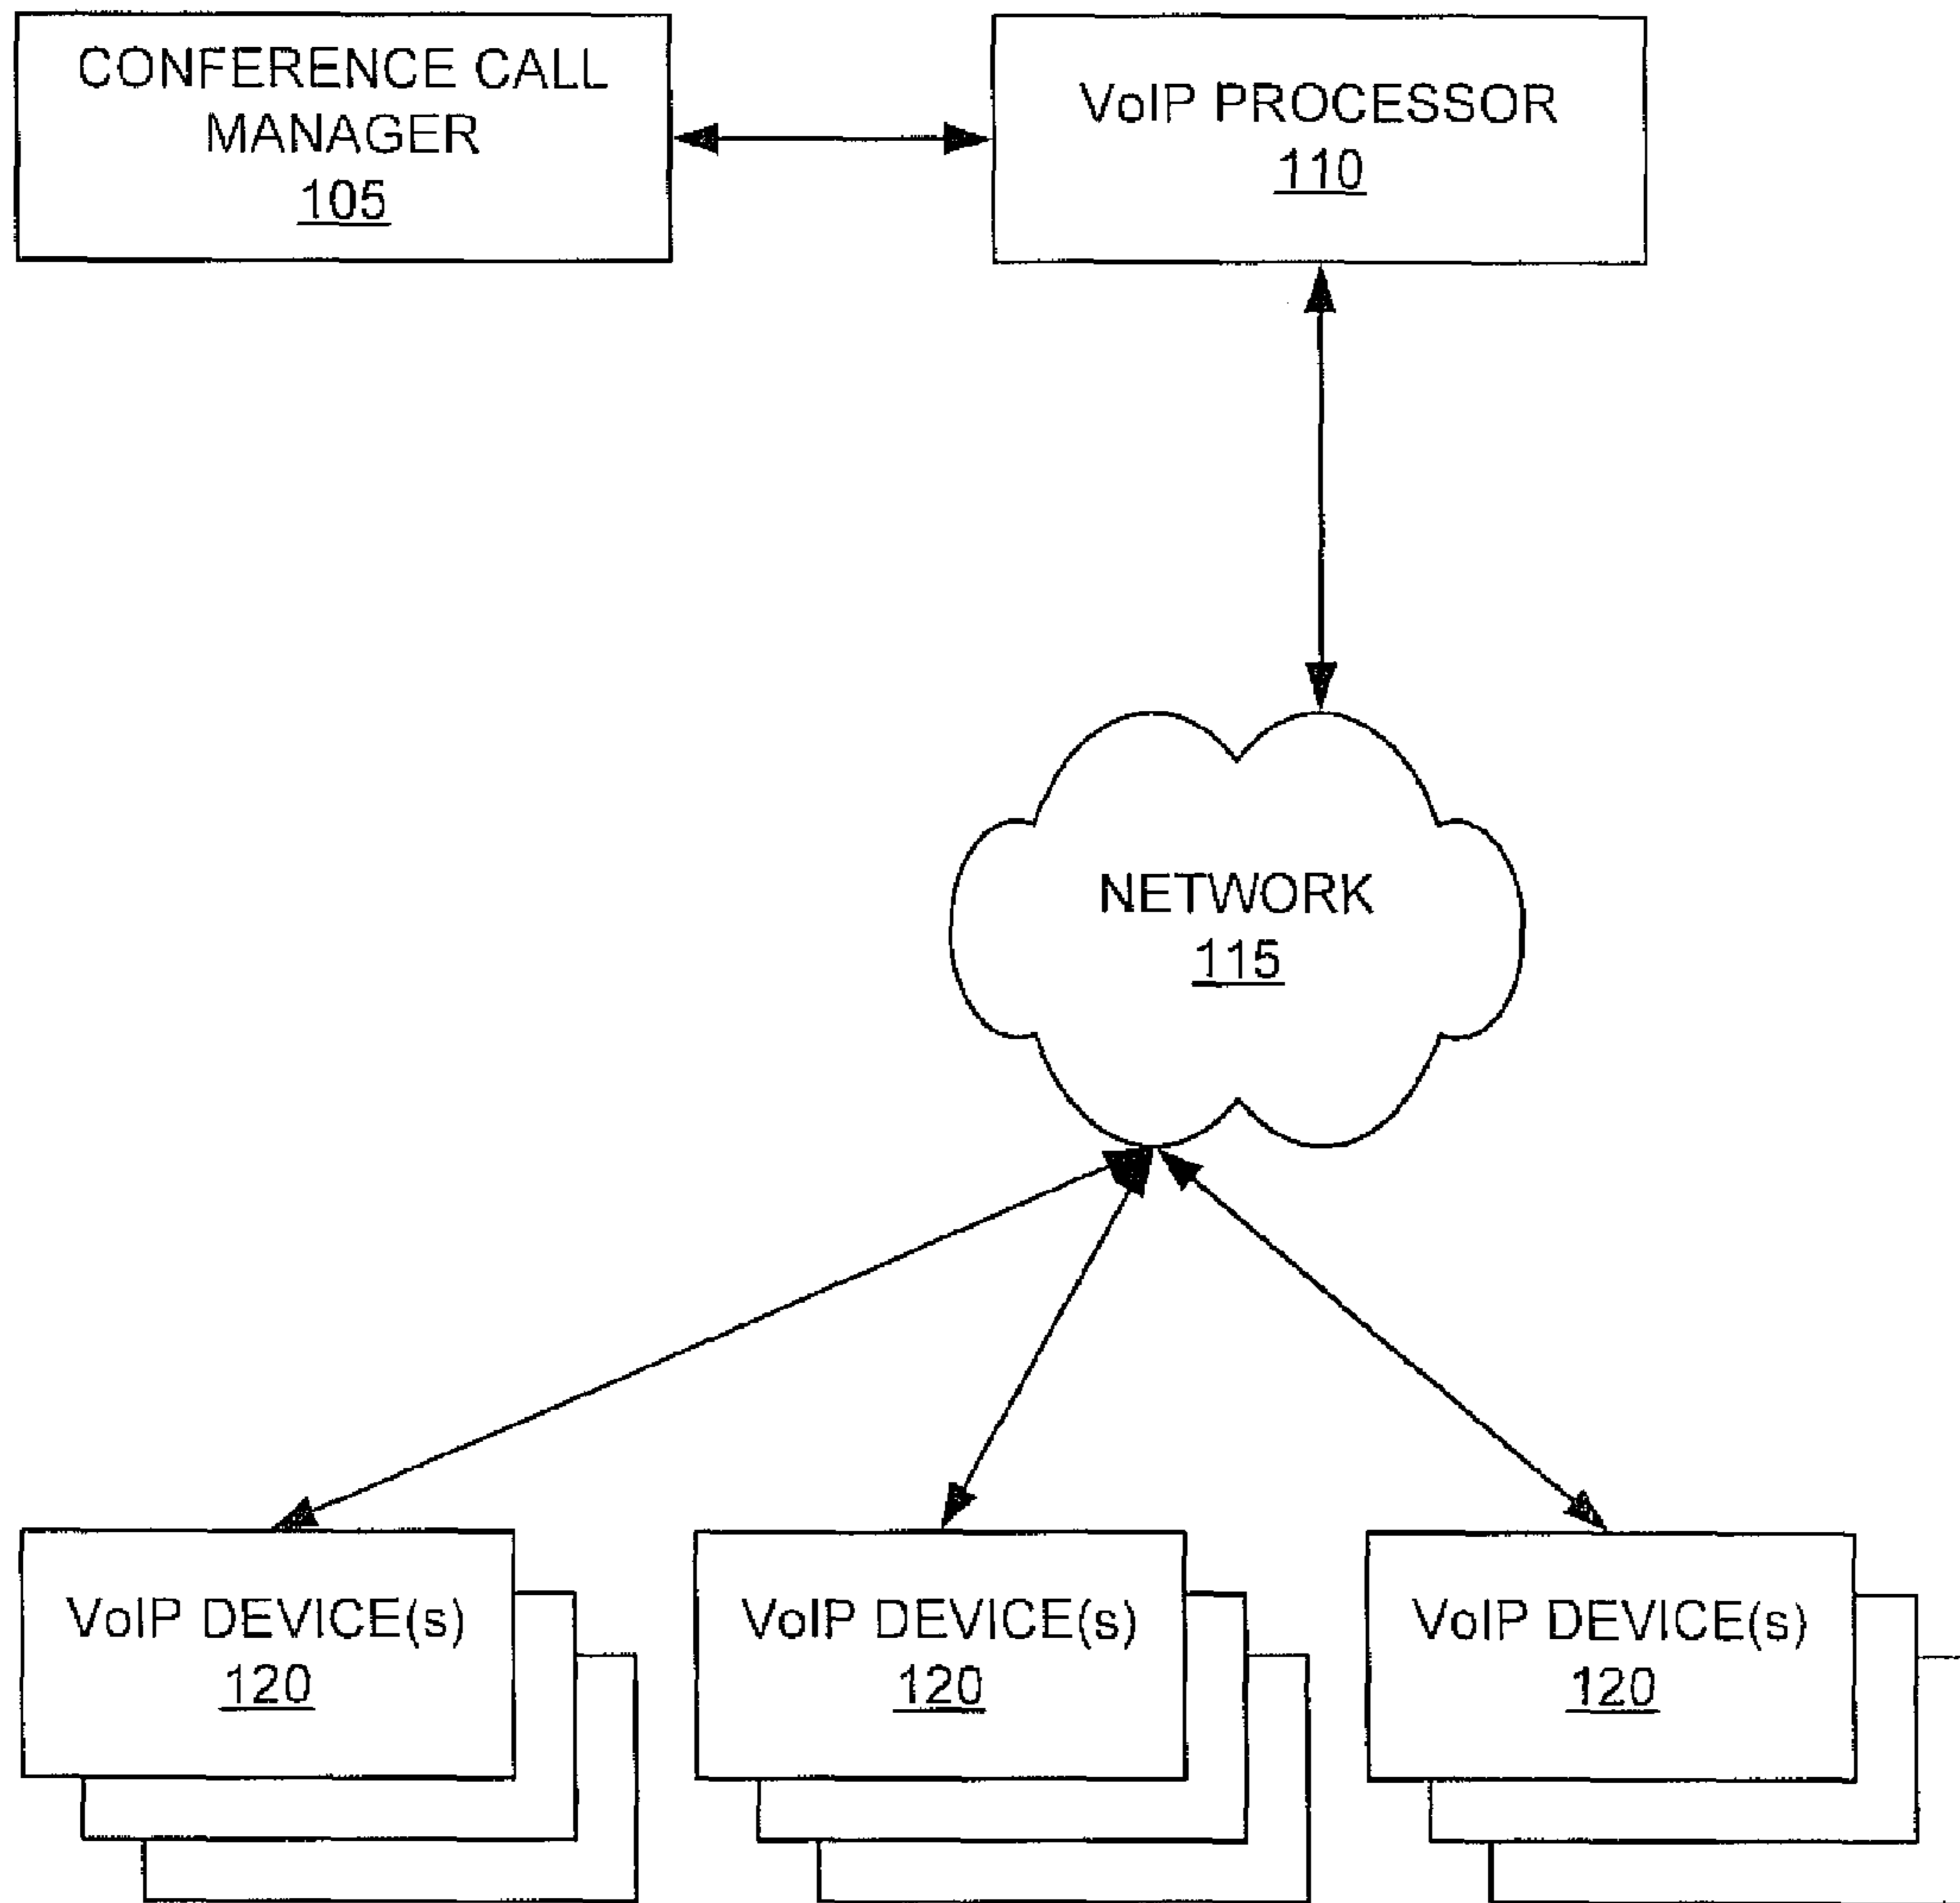 CONFERENCE CALL
MANAGER
105
VoIP PROCESSOR
110
NETWORK
115
VoIP DEVICE(s)
120
VoIP DEVICE(s)
120
VoIP DEVICE(s)
120